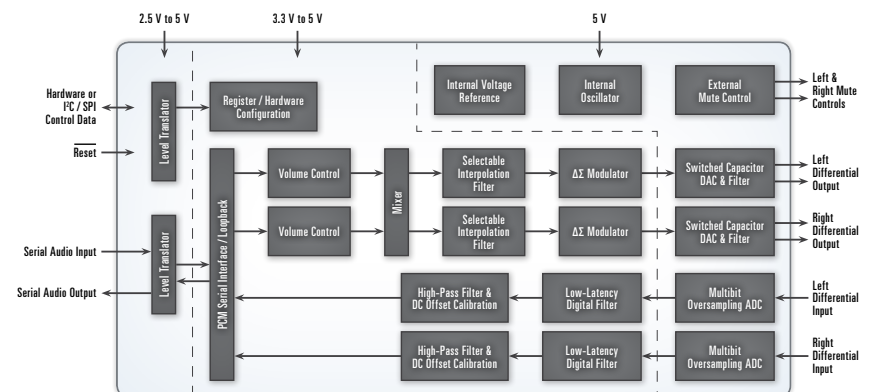 2.5 V to 5 V
3.3 V to 5 V
5 V
Hardware or
I²C / SPI
Control Data
Reset
Level Translator
Register / Hardware
Configuration
Internal Voltage
Reference
Internal
Oscillator
External
Mute Control
Left &
Right Mute
Controls
PCM Serial Interface / Loopback
Volume Control
Mixer
Selectable
Interpolation
Filter
ΔΣ Modulator
Switched Capacitor
DAC & Filter
Left
Differential
Output
Volume Control
Selectable
Interpolation
Filter
ΔΣ Modulator
Switched Capacitor
DAC & Filter
Right
Differential
Output
Serial Audio Input
Serial Audio Output
Level Translator
High-Pass Filter &
DC Offset Calibration
Low-Latency
Digital Filter
Multibit
Oversampling ADC
Left
Differential
Input
High-Pass Filter &
DC Offset Calibration
Low-Latency
Digital Filter
Multibit
Oversampling ADC
Right
Differential
Input